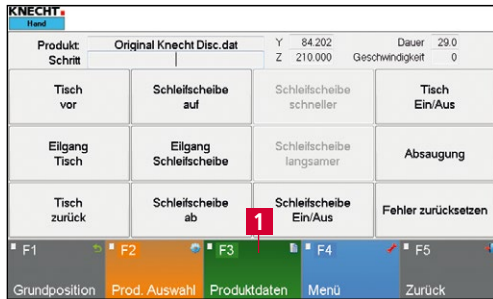 KNECHT
Hand
Produkt: Original Knecht Disc.dat Y 84.202 Dauer 29.0
Schritt Z 210.000 Geschwindigkeit 0
Tisch vor
Schleifscheibe auf
Schleifscheibe schneller
Tisch Ein/Aus
Eilgang Tisch
Eilgang Schleifscheibe
Schleifscheibe langsamer
Absaugung
Tisch zurück
Schleifscheibe ab
Schleifscheibe Ein/Aus
Fehler zurücksetzen
1
F1 F2 F3 F4 F5
Grundposition Prod. Auswahl Produktdaten Menü Zurück